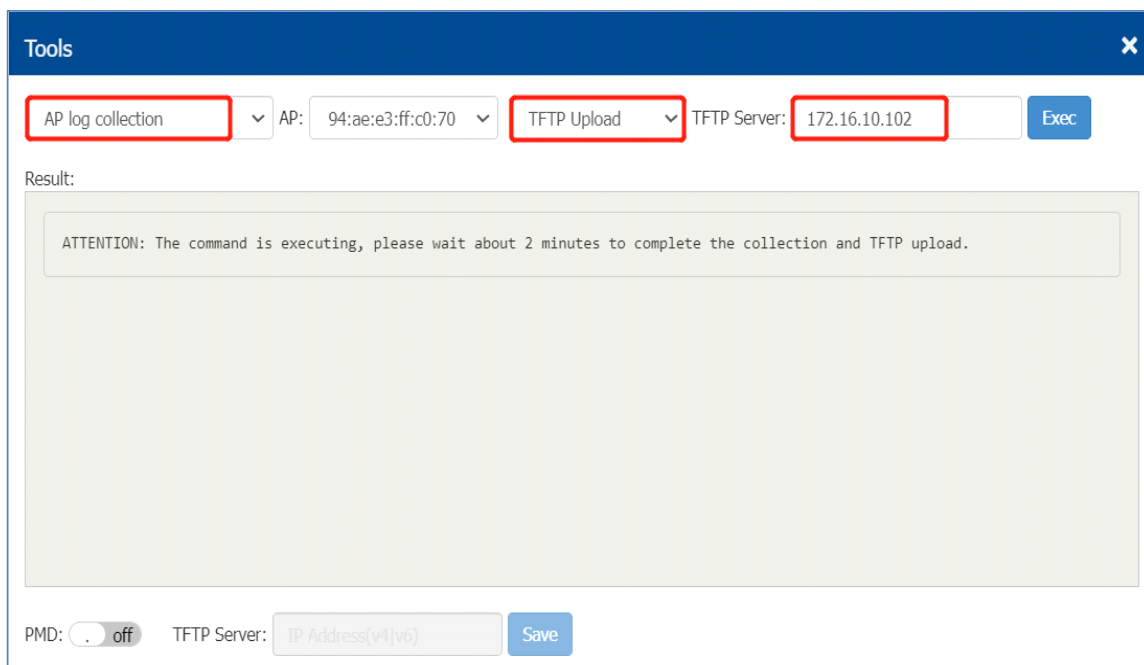 Tools
AP log collection AP: 94:ae:e3:ff:c0:70 TFTP Upload TFTP Server: 172.16.10.102 Exec
Result:
ATTENTION: The command is executing, please wait about 2 minutes to complete the collection and TFTP upload.
PMD: . off TFTP Server: IP Address(v4|v6) Save